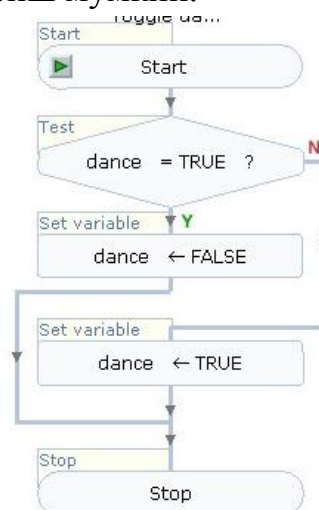 Start
Start
Test
dance = TRUE ?
N
Set variable
Y
dance ← FALSE
Set variable
dance ← TRUE
Stop
Stop